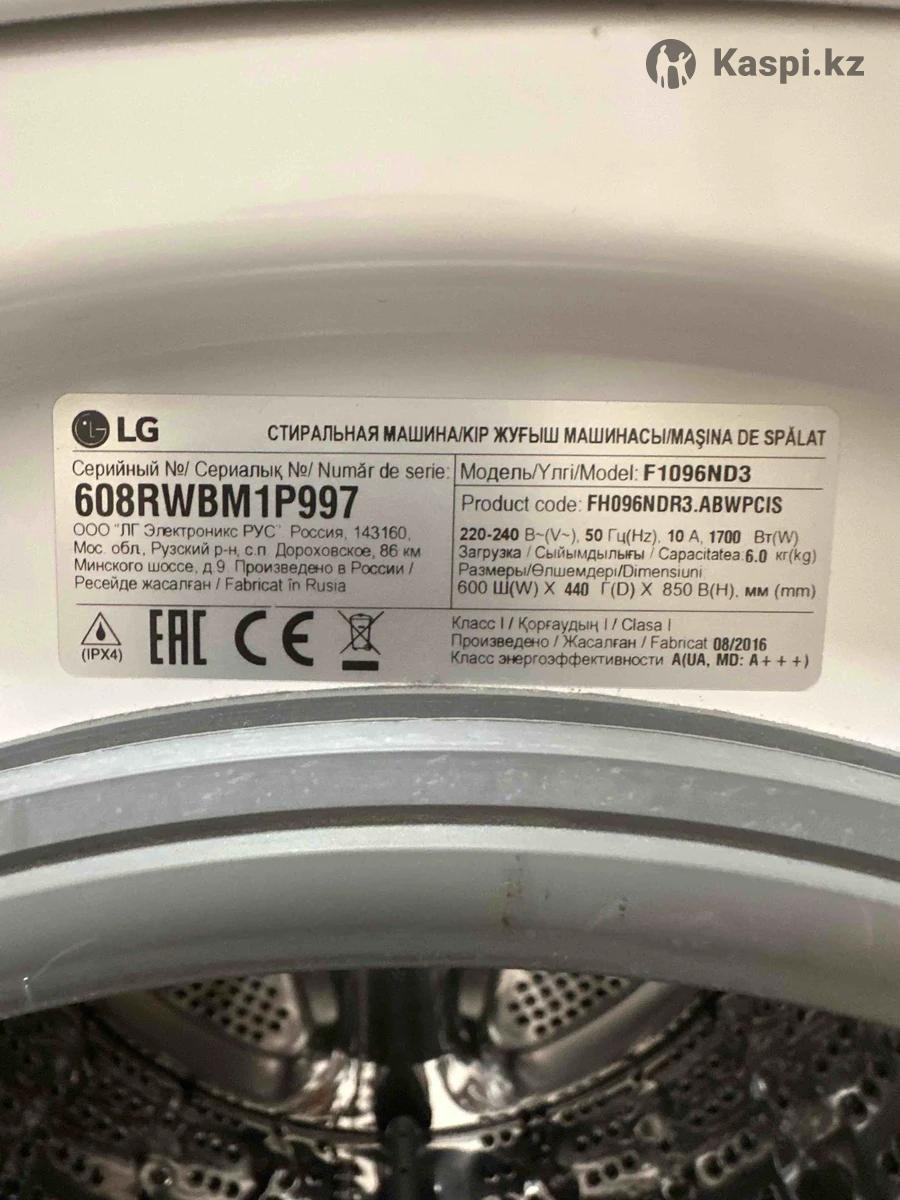 Kaspi.kz
LG
СТИРАЛЬНАЯ МАШИНА/КІР ЖУҒЫШ МАШИНАСЫ/MAŞINA DE SPĂLAT
Серийный №/ Сериалық №/ Număr de serie:
608RWBM1P997
ООО "ЛГ Электроникс РУС" Россия, 143160,
Мос. обл., Рузский р-н, с.п. Дороховское, 86 км
Минского шоссе, д.9. Произведено в России /
Ресейде жасалған / Fabricat în Rusia
Модель/Үлгі/Model: F1096ND3
Product code: FH096NDR3.ABWPCIS
220-240 В~(V~), 50 Гц(Hz), 10 A, 1700 Вт(W)
Загрузка / Сыйымдылығы / Capacitatea: 6.0 кг(kg)
Размеры/Өлшемдері/Dimensiuni
600 Ш(W) X 440 Г(D) X 850 В(H), мм (mm)
(IPX4)
EAC CE
Класс I / Қорғаудың I / Clasa I
Произведено / Жасалған / Fabricat 08/2016
Класс энергоэффективности A(UA, MD: A+++)